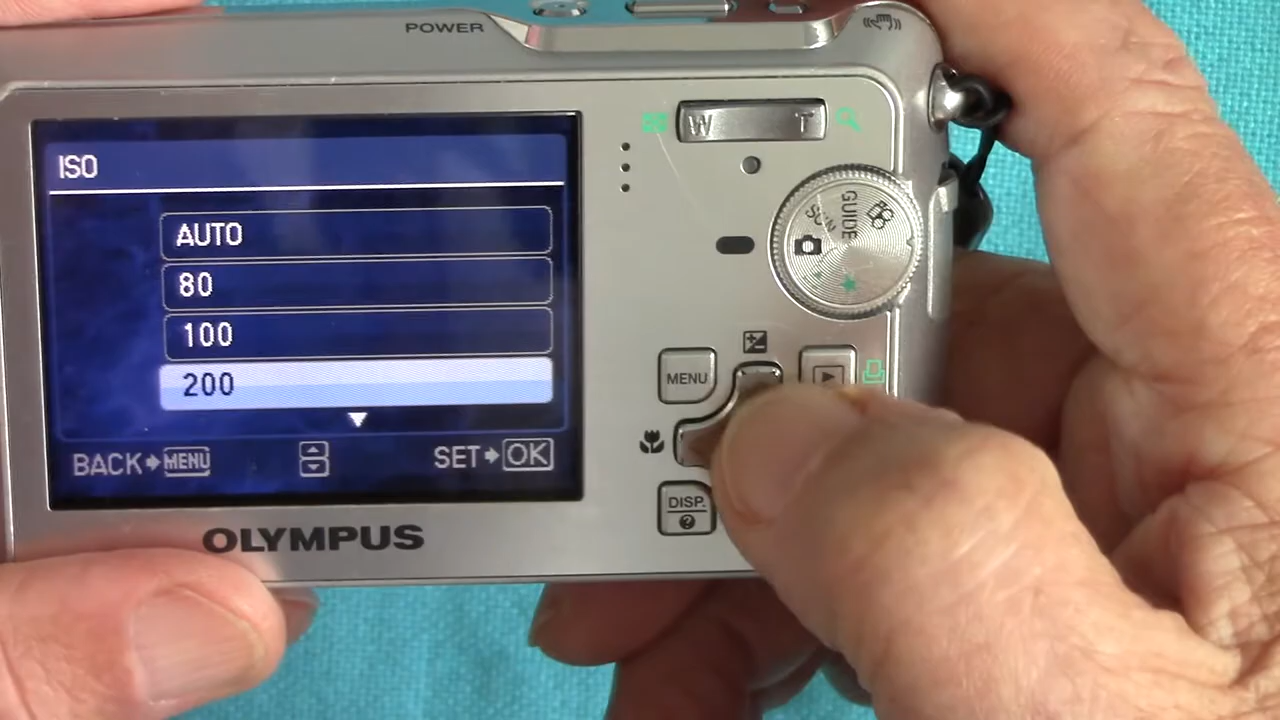 POWER
ISO
AUTO
80
100
200
BACK MENU
SET OK
OLYMPUS
W T
GUIDE
SCN
MENU
DISP.
?